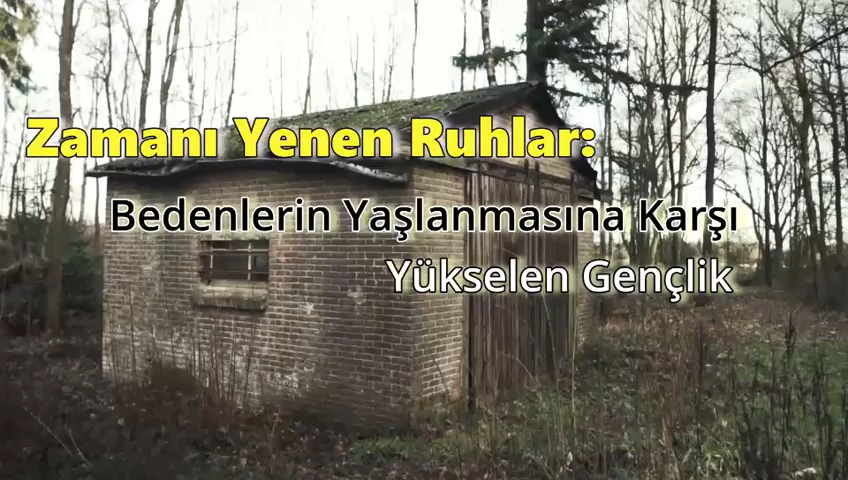 Zamanı Yenen Ruhlar:
Bedenlerin Yaşlanmasına Karşı
Yükselen Gençlik